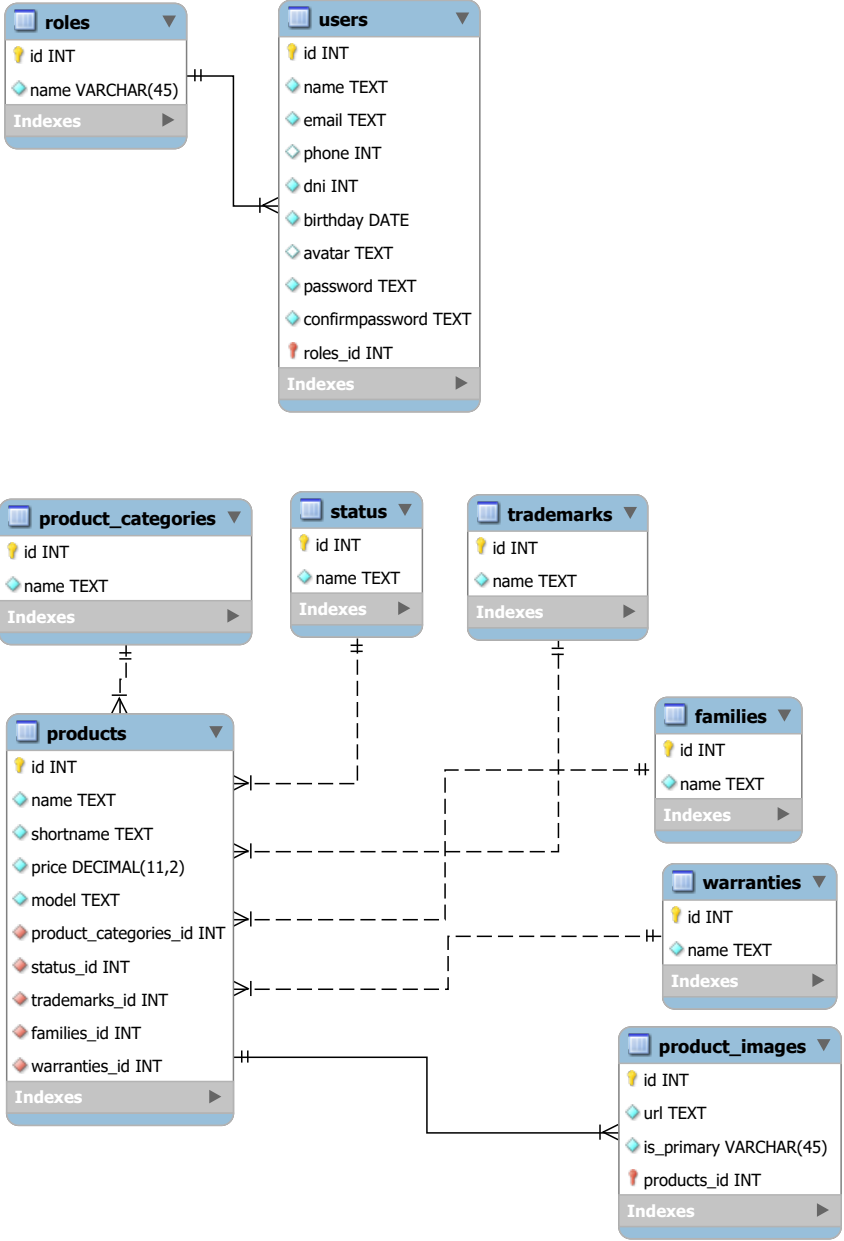 roles
id INT
name VARCHAR(45)
Indexes
users
id INT
name TEXT
email TEXT
phone INT
dni INT
birthday DATE
avatar TEXT
password TEXT
confirmpassword TEXT
roles_id INT
Indexes
product_categories
id INT
name TEXT
Indexes
status
id INT
name TEXT
Indexes
trademarks
id INT
name TEXT
Indexes
products
id INT
name TEXT
shortname TEXT
price DECIMAL(11,2)
model TEXT
product_categories_id INT
status_id INT
trademarks_id INT
families_id INT
warranties_id INT
Indexes
families
id INT
name TEXT
Indexes
warranties
id INT
name TEXT
Indexes
product_images
id INT
url TEXT
is_primary VARCHAR(45)
products_id INT
Indexes